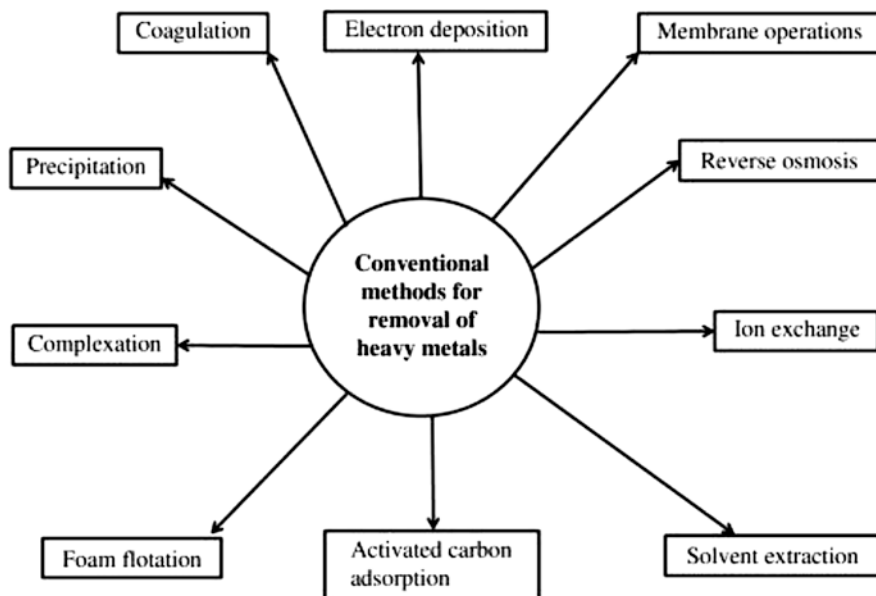 Coagulation
Electron deposition
Membrane operations
Precipitation
Reverse osmosis
Conventional
methods for
removal of
heavy metals
Complexation
Ion exchange
Foam flotation
Activated carbon
adsorption
Solvent extraction